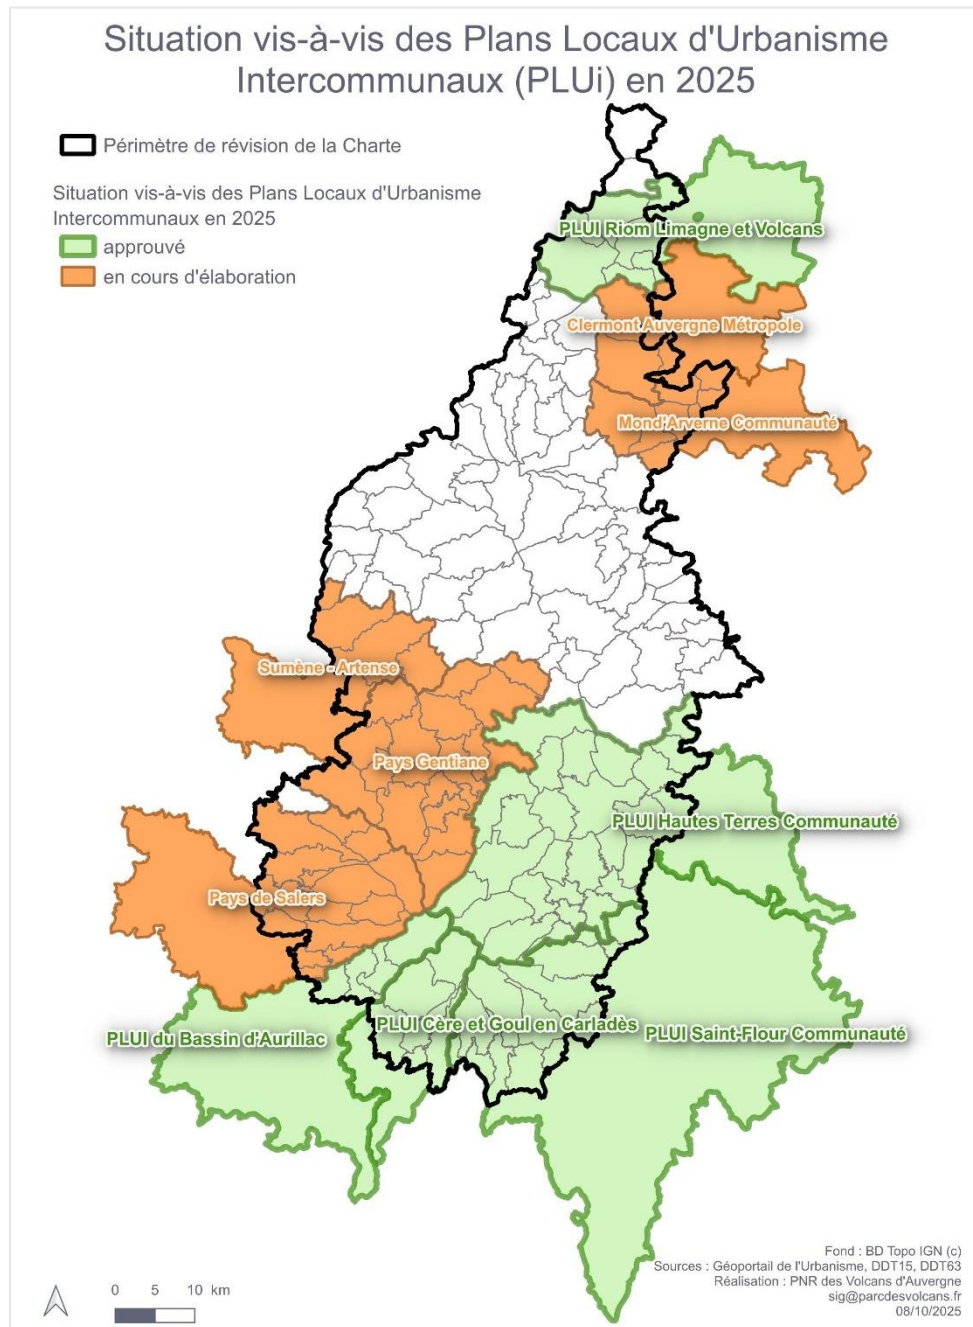 Situation vis-à-vis des Plans Locaux d'Urbanisme
Intercommunaux (PLUi) en 2025
Périmètre de révision de la Charte
Situation vis-à-vis des Plans Locaux d'Urbanisme
Intercommunaux en 2025
approuvé
en cours d'élaboration
PLUI Riom Limagne et Volcans
Clermont Auvergne Métropole
Mond'Arverne Communauté
Sumène - Artense
Pays Gentiane
PLUI Hautes Terres Communauté
Pays de Salers
PLUI du Bassin d'Aurillac
PLUI Cère et Goul en Carladès
PLUI Saint-Flour Communauté
0 5 10 km
Fond : BD Topo IGN (c)
Sources : Géoportail de l'Urbanisme, DDT15, DDT63
Réalisation : PNR des Volcans d'Auvergne
sig@parcdesvolcans.fr
08/10/2025